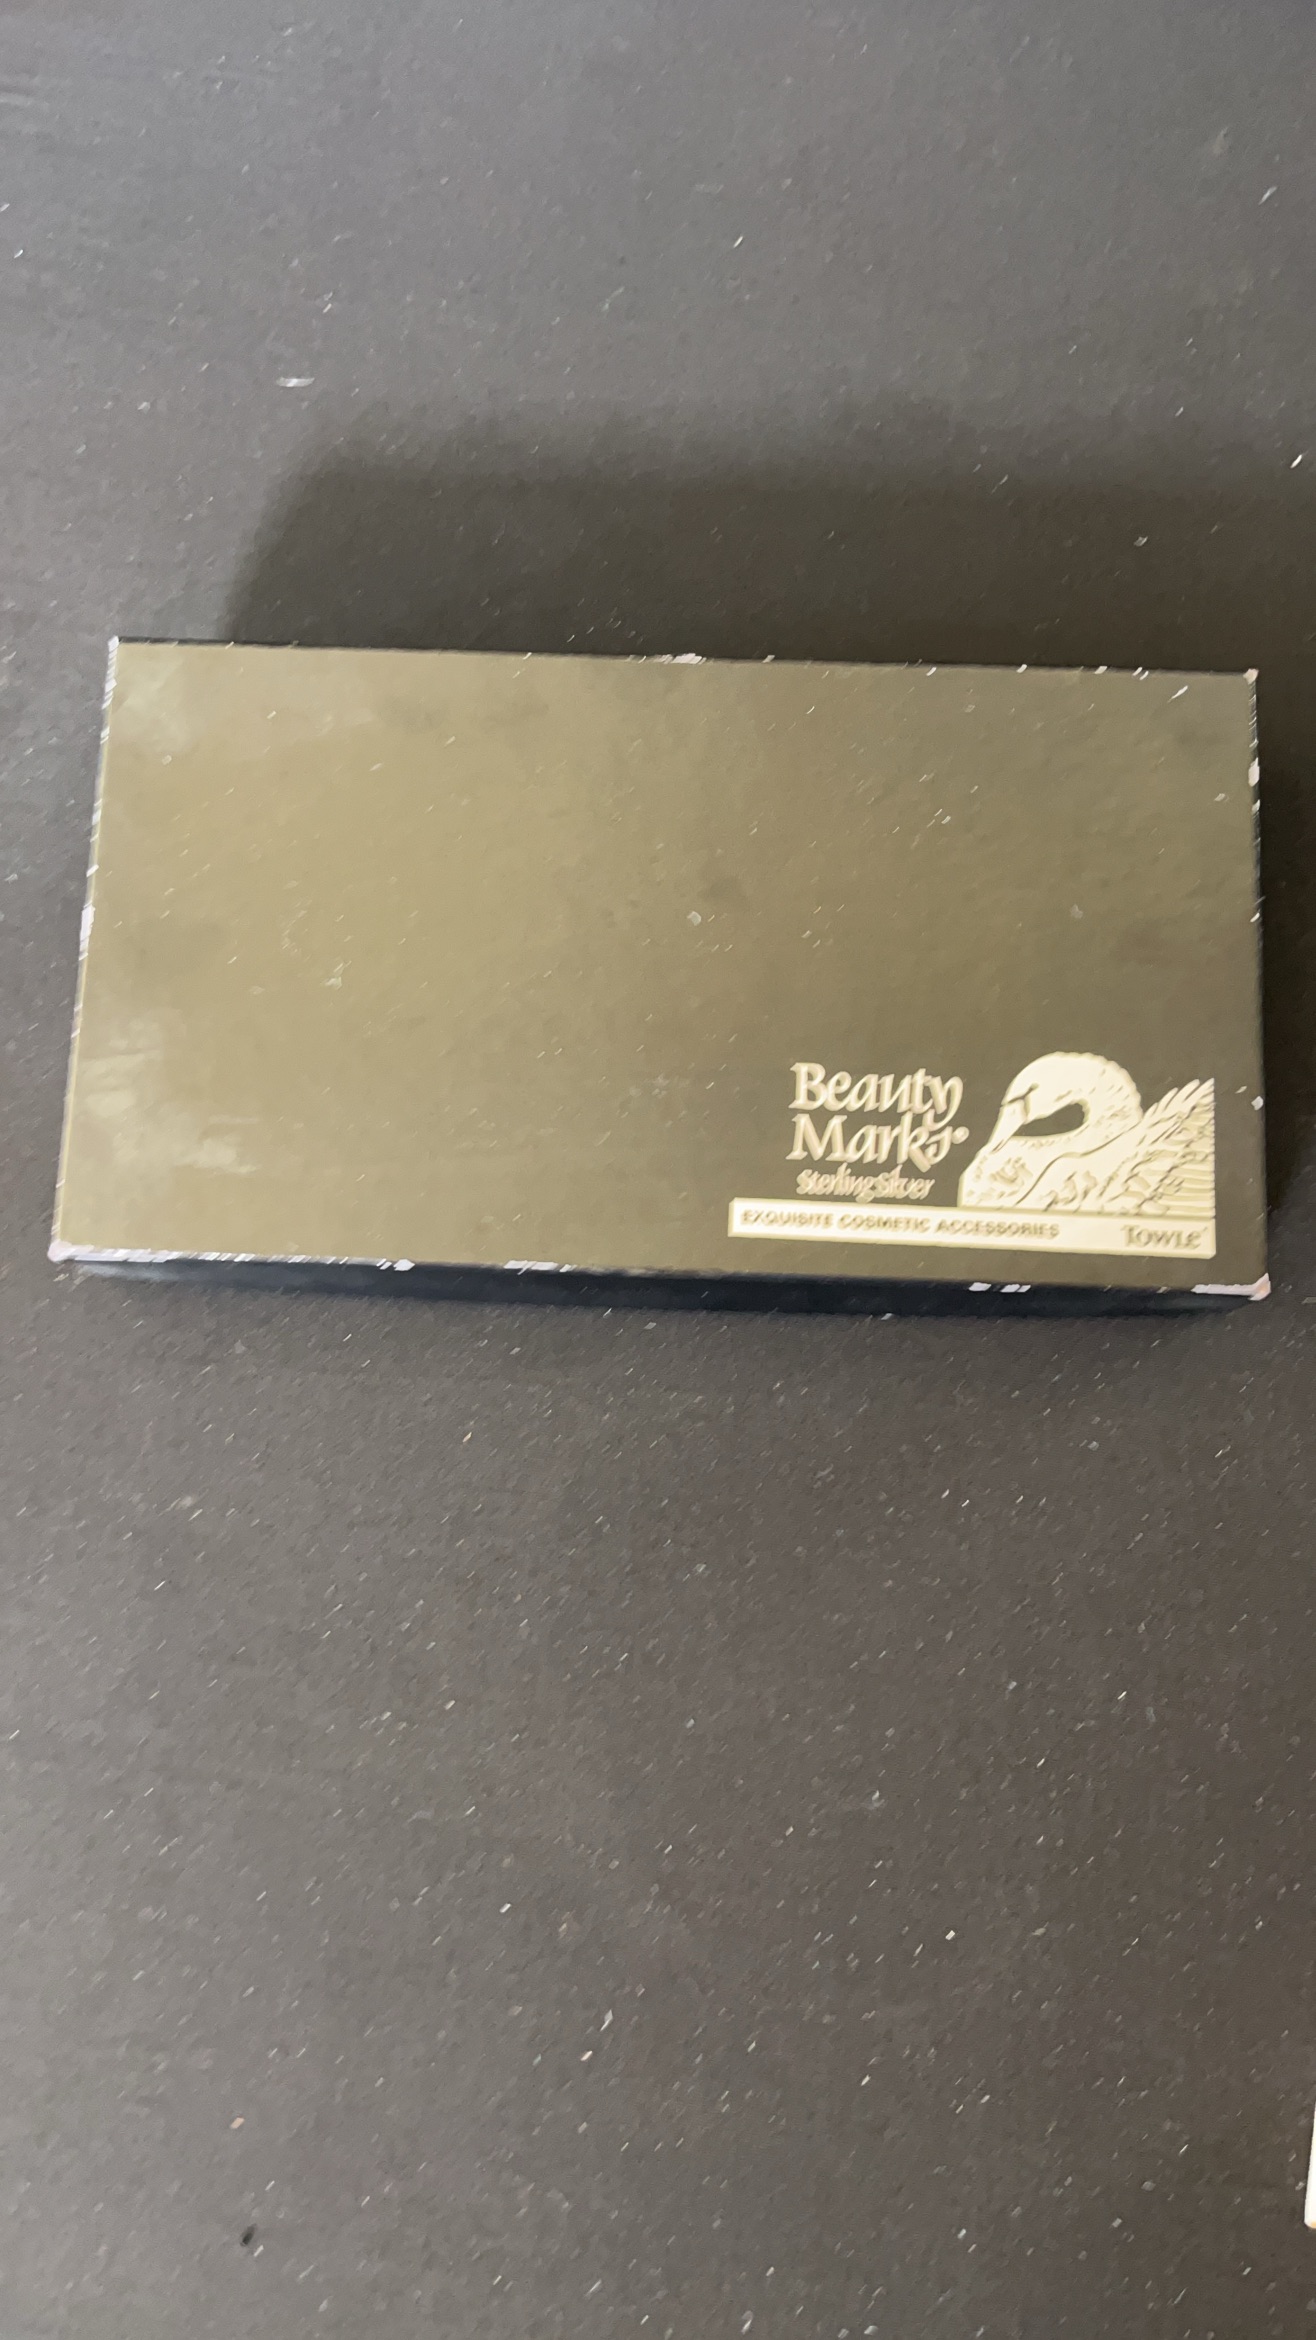 Beauty
Marks®
Sterling Silver
EXQUISITE COSMETIC ACCESSORIES
TOWLE